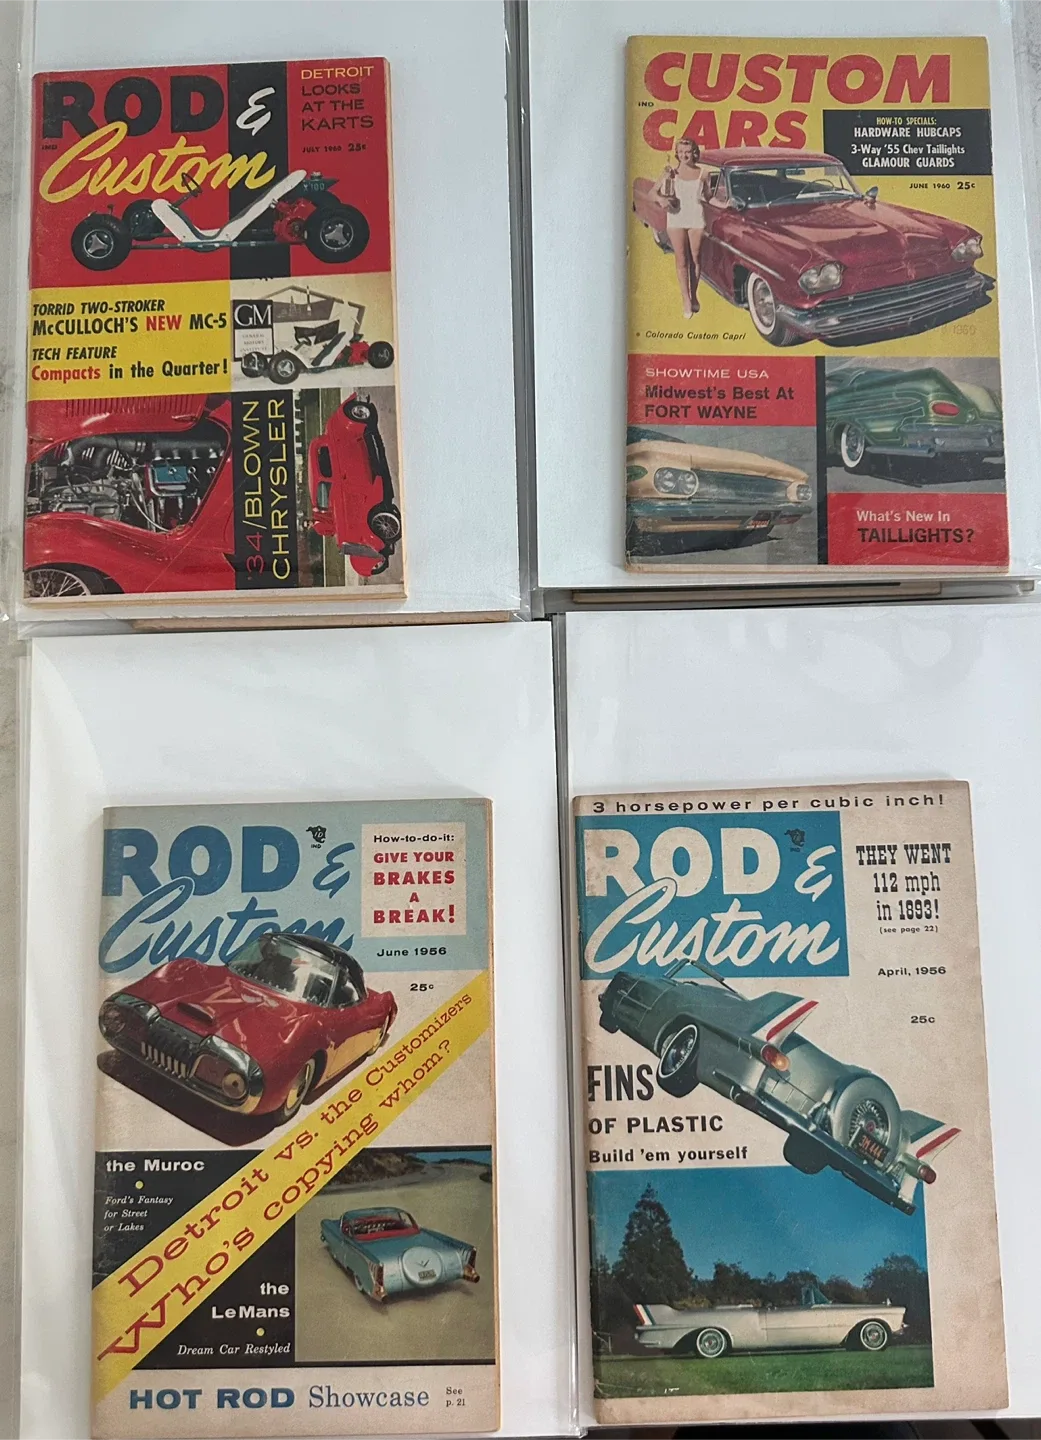 ROD &
Custom
IND
DETROIT
LOOKS
AT THE
KARTS
JULY 1960 25¢
TORRID TWO-STROKER
McCULLOCH'S NEW MC-5
TECH FEATURE
Compacts in the Quarter!
GM
GENERAL
MOTORS
'34/BLOWN
CHRYSLER
CUSTOM
IND
CARS
HOW-TO SPECIALS:
HARDWARE HUBCAPS
3-Way '55 Chev Taillights
GLAMOUR GUARDS
JUNE 1960 25¢
Colorado Custom Capri
SHOWTIME USA
Midwest's Best At
FORT WAYNE
What's New In
TAILLIGHTS?
ROD &
Custom
IND
How-to-do-it:
GIVE YOUR
BRAKES
A
BREAK!
June 1956
25¢
Detroit vs. the Customizers
Who's copying whom?
the Muroc
Ford's Fantasy
for Street
or Lakes
the
LeMans
Dream Car Restyled
HOT ROD Showcase
See
p. 21
3 horsepower per cubic inch!
ROD &
Custom
IND
THEY WENT
112 mph
in 1893!
(see page 22)
April, 1956
25c
FINS
OF PLASTIC
Build 'em yourself